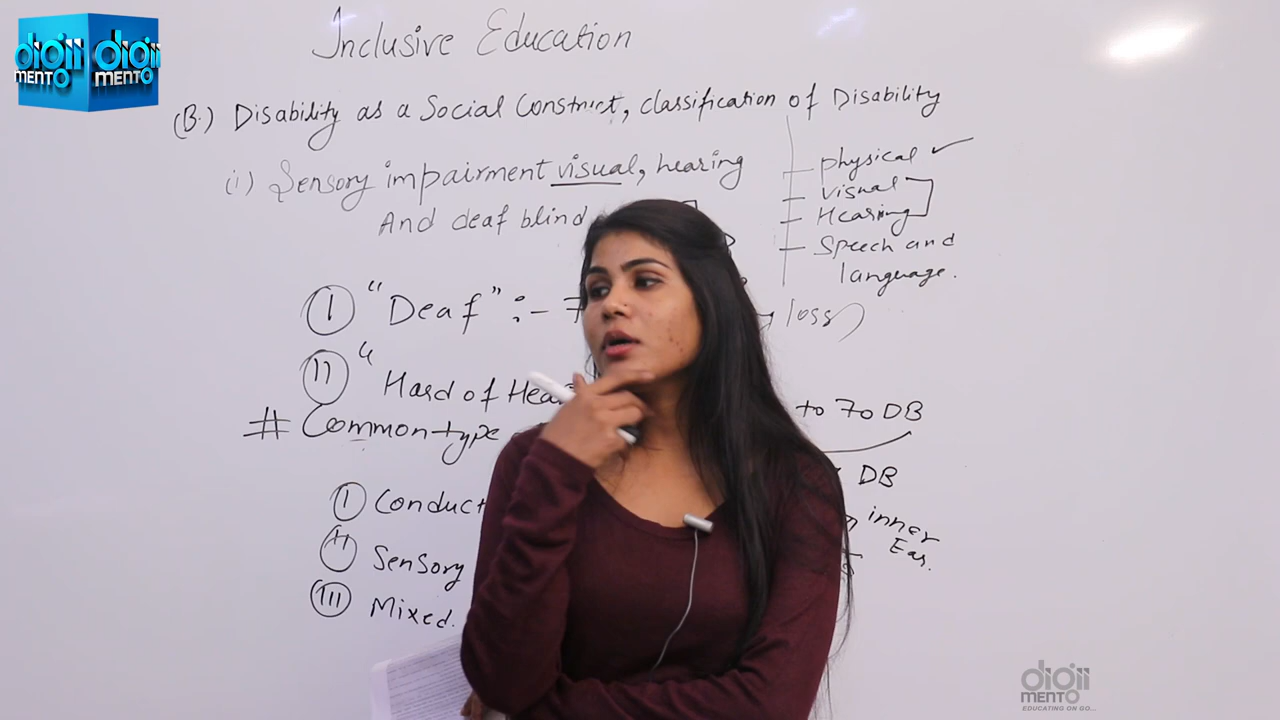 digii digii
MENTO MENTO
Inclusive Education
(B.) Disability as a Social Construct, classification of Disability
(i) Sensory impairment visual, hearing
And deaf blind
physical ✓
visual
Hearing
Speech and
language.
(I) "Deaf" :- 7 loss)
(II) " Hard of Hea to 70 DB
# Common type DB
(I) Conduct inner
Ear.
(II) Sensory
(III) Mixed.
digii
MENTO
EDUCATING ON GO...